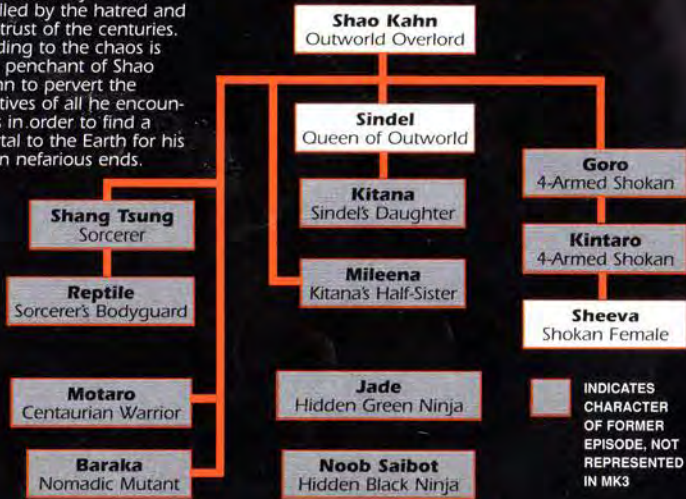 lled by the hatred and
trust of the centuries.
ding to the chaos is
penchant of Shao
nn to pervert the
tives of all he encoun-
s in order to find a
tal to the Earth for his
n nefarious ends.
Shao Kahn
Outworld Overlord
Sindel
Queen of Outworld
Kitana
Sindel's Daughter
Mileena
Kitana's Half-Sister
Goro
4-Armed Shokan
Kintaro
4-Armed Shokan
Sheeva
Shokan Female
Shang Tsung
Sorcerer
Reptile
Sorcerer's Bodyguard
Motaro
Centaurian Warrior
Baraka
Nomadic Mutant
Jade
Hidden Green Ninja
Noob Saibot
Hidden Black Ninja
INDICATES
CHARACTER
OF FORMER
EPISODE, NOT
REPRESENTED
IN MK3